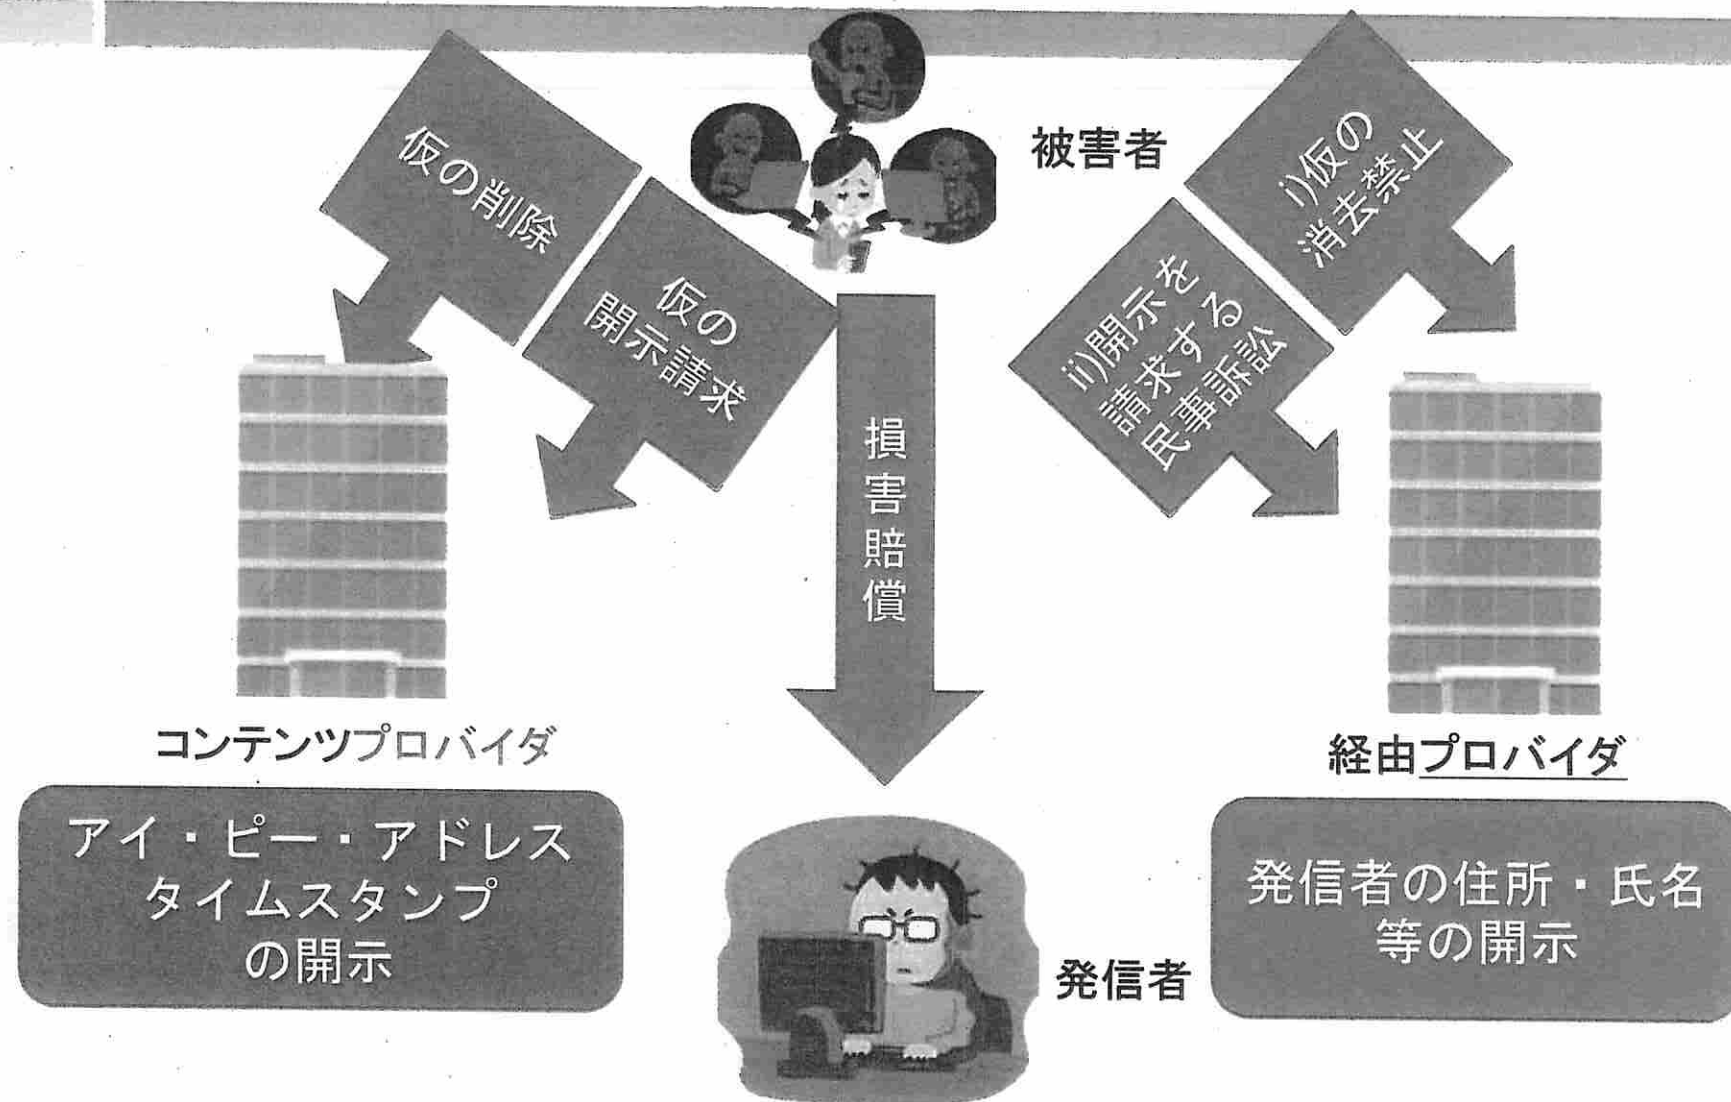 被害者
仮の削除
仮の
開示請求
損害賠償
i)仮の
消去禁止
ii)開示を
請求する
民事訴訟
コンテンツプロバイダ
経由プロバイダ
アイ・ピー・アドレス
タイムスタンプ
の開示
発信者の住所・氏名
等の開示
発信者